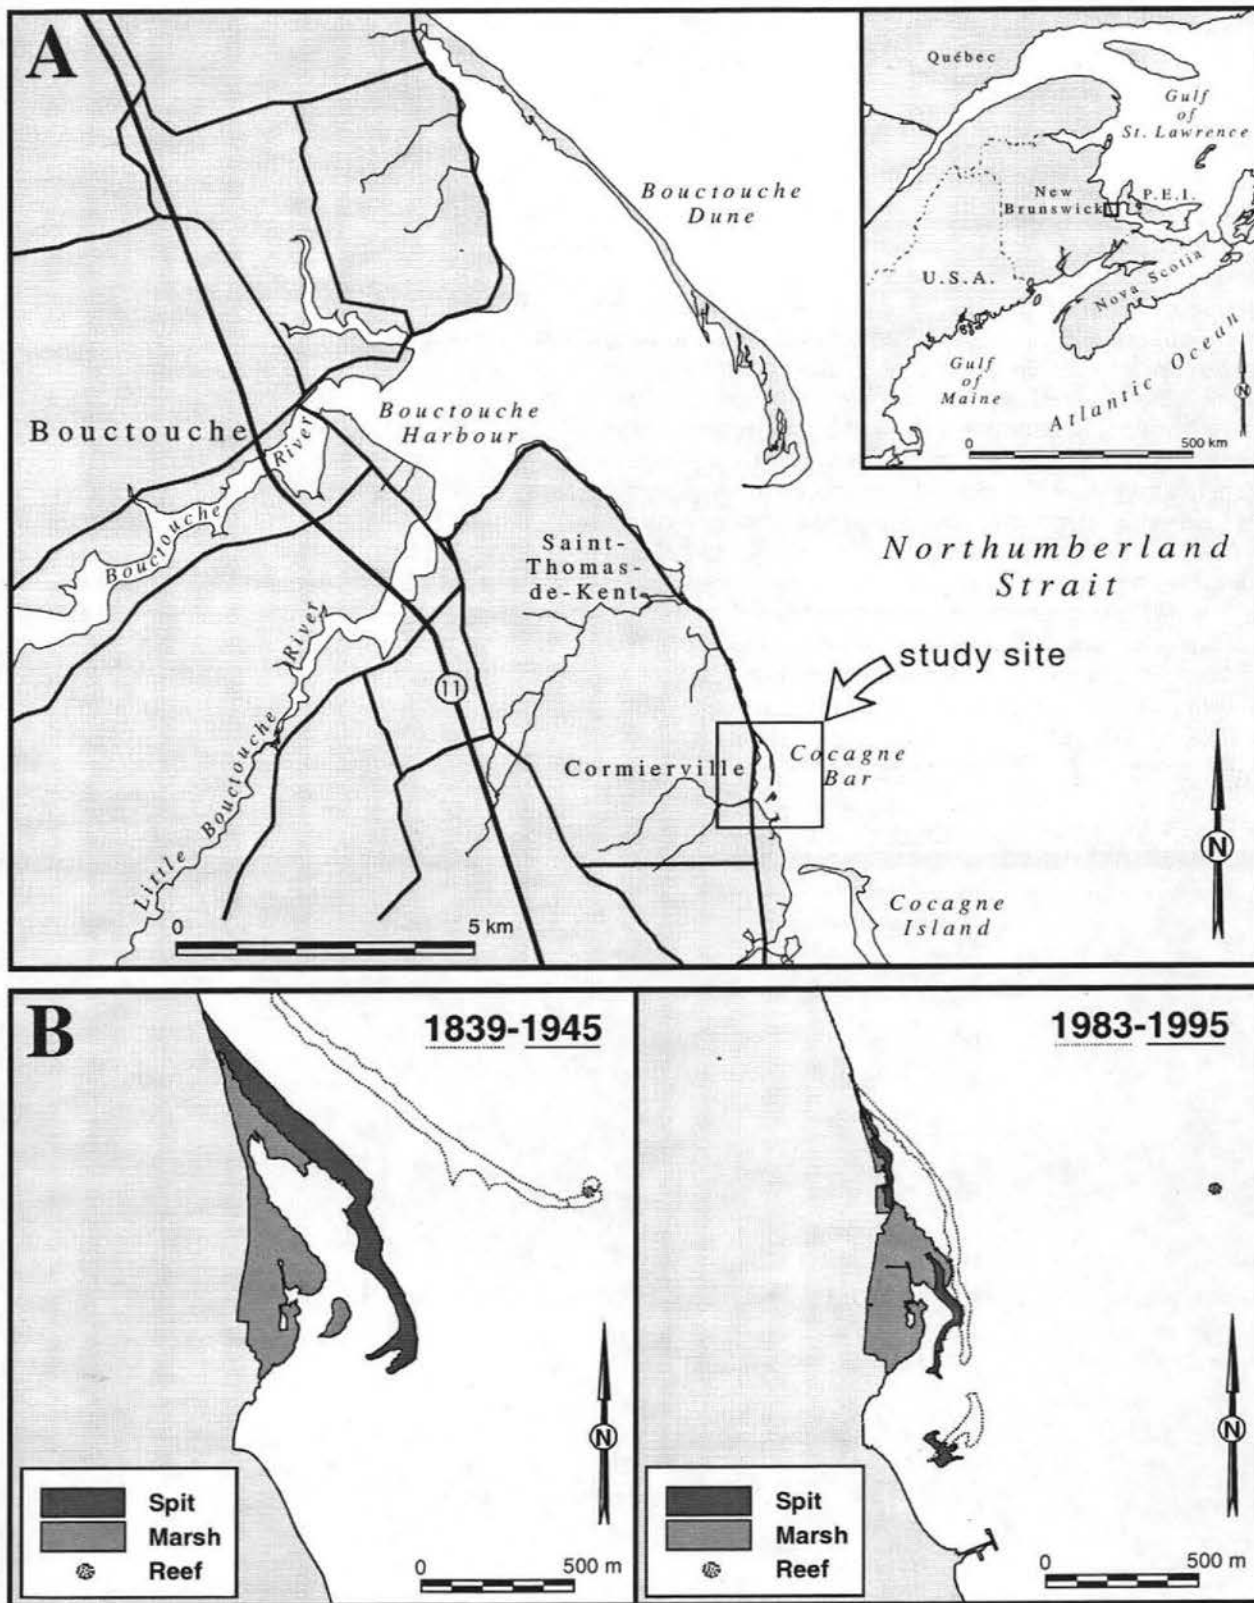 A
Québec
Gulf
of
St. Lawrence
New
Brunswick
P.E.I.
U.S.A.
Nova Scotia
Gulf
of
Maine
Atlantic Ocean
N
0 500 km
Bouctouche
Dune
Bouctouche
Harbour
Bouctouche
River
Bouctouche
Saint-
Thomas-
de-Kent
Northumberland
Strait
study site
River
Bouctouche
Little
11
Cormierville
Cocagne
Bar
Cocagne
Island
N
0 5 km
B
1839-1945
N
Spit
Marsh
Reef
0 500 m
1983-1995
N
Spit
Marsh
Reef
0 500 m